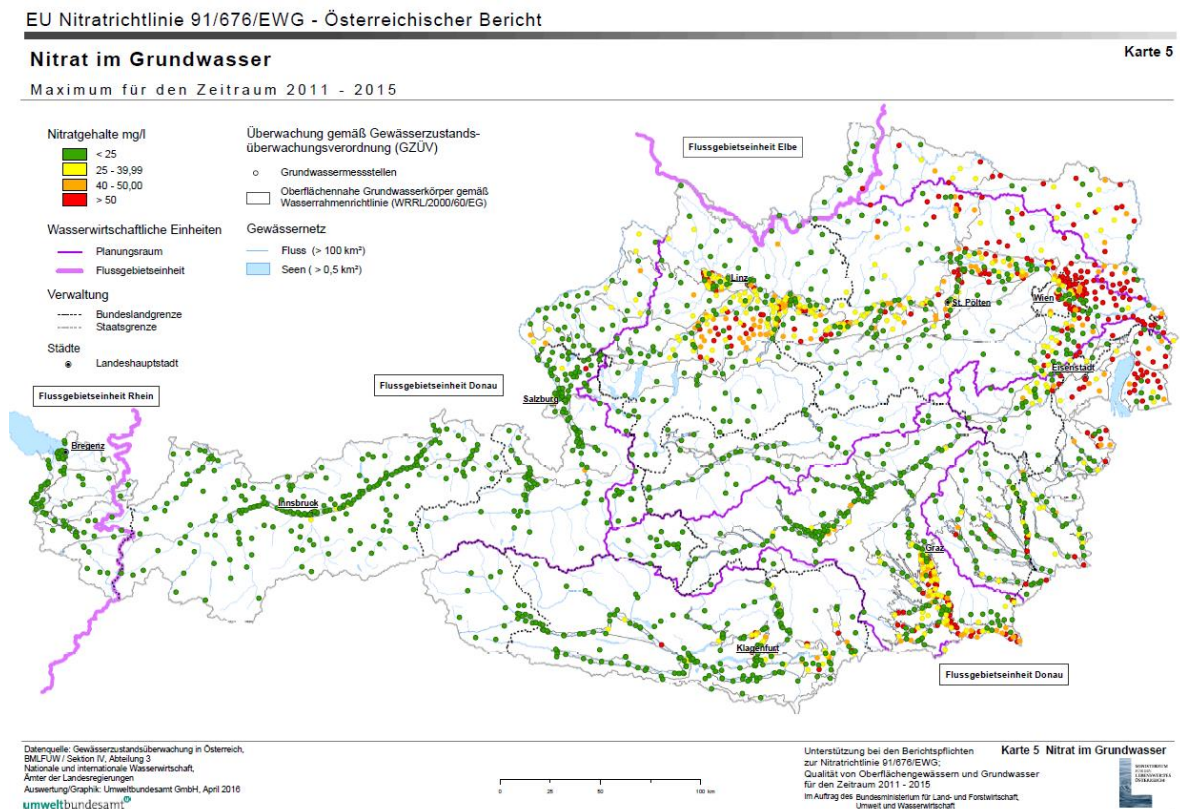 EU Nitratrichtlinie 91/676/EWG - Österreichischer Bericht
Nitrat im Grundwasser
Karte 5
Maximum für den Zeitraum 2011 - 2015
Nitratgehalte mg/l
< 25
25 - 39,99
40 - 50,00
> 50
Wasserwirtschaftliche Einheiten
Planungsraum
Flussgebietseinheit
Verwaltung
Bundeslandgrenze
Staatsgrenze
Städte
Landeshauptstadt
Überwachung gemäß Gewässerzustands-
überwachungsverordnung (GZÜV)
Grundwassermessstellen
Oberflächennahe Grundwasserkörper gemäß
Wasserrahmenrichtlinie (WRRL/2000/60/EG)
Gewässernetz
Fluss (> 100 km²)
Seen ( > 0,5 km²)
Flussgebietseinheit Elbe
Flussgebietseinheit Donau
Flussgebietseinheit Rhein
Linz
St. Pölten
Wien
Eisenstadt
Salzburg
Bregenz
Innsbruck
Graz
Klagenfurt
Flussgebietseinheit Donau
Datenquelle: Gewässerzustandsüberwachung in Österreich,
BMLFUW / Sektion IV, Abteilung 3
Nationale und internationale Wasserwirtschaft,
Ämter der Landesregierungen
Auswertung/Graphik: Umweltbundesamt GmbH, April 2016
umweltbundesamt
0 25 50 100 km
Unterstützung bei den Berichtspflichten
zur Nitratrichtlinie 91/676/EWG;
Qualität von Oberflächengewässern und Grundwasser
für den Zeitraum 2011 - 2015
Im Auftrag des Bundesministerium für Land- und Forstwirtschaft,
Umwelt und Wasserwirtschaft
Karte 5 Nitrat im Grundwasser
MINISTERIUM
FÜR EIN
LEBENSWERTES
ÖSTERREICH